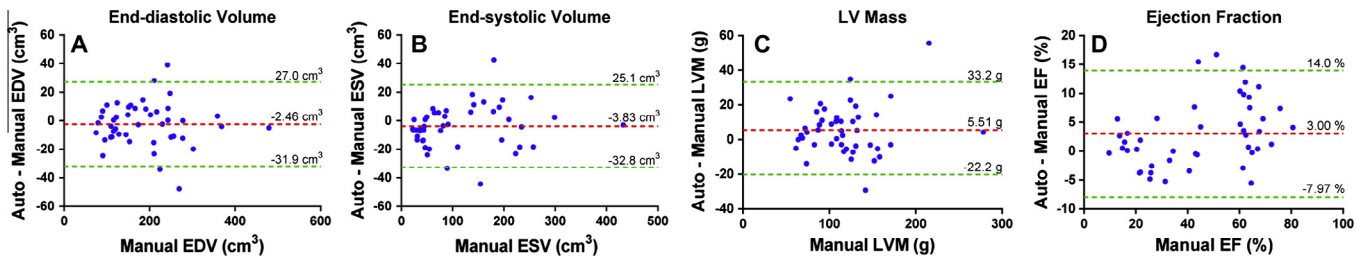 End-diastolic Volume
A
Auto - Manual EDV (cm³)
60
40
20
0
-20
-40
-60
27.0 cm³
-2.46 cm³
-31.9 cm³
0
200
400
600
Manual EDV (cm³)
End-systolic Volume
B
Auto - Manual ESV (cm³)
60
40
20
0
-20
-40
-60
25.1 cm³
-3.83 cm³
-32.8 cm³
0
100
200
300
400
500
Manual ESV (cm³)
LV Mass
C
Auto - Manual LVM (g)
60
40
20
0
-20
-40
33.2 g
5.51 g
-22.2 g
0
100
200
300
Manual LVM (g)
Ejection Fraction
D
Auto - Manual EF (%)
20
15
10
5
0
-5
-10
14.0 %
3.00 %
-7.97 %
0
20
40
60
80
100
Manual EF (%)